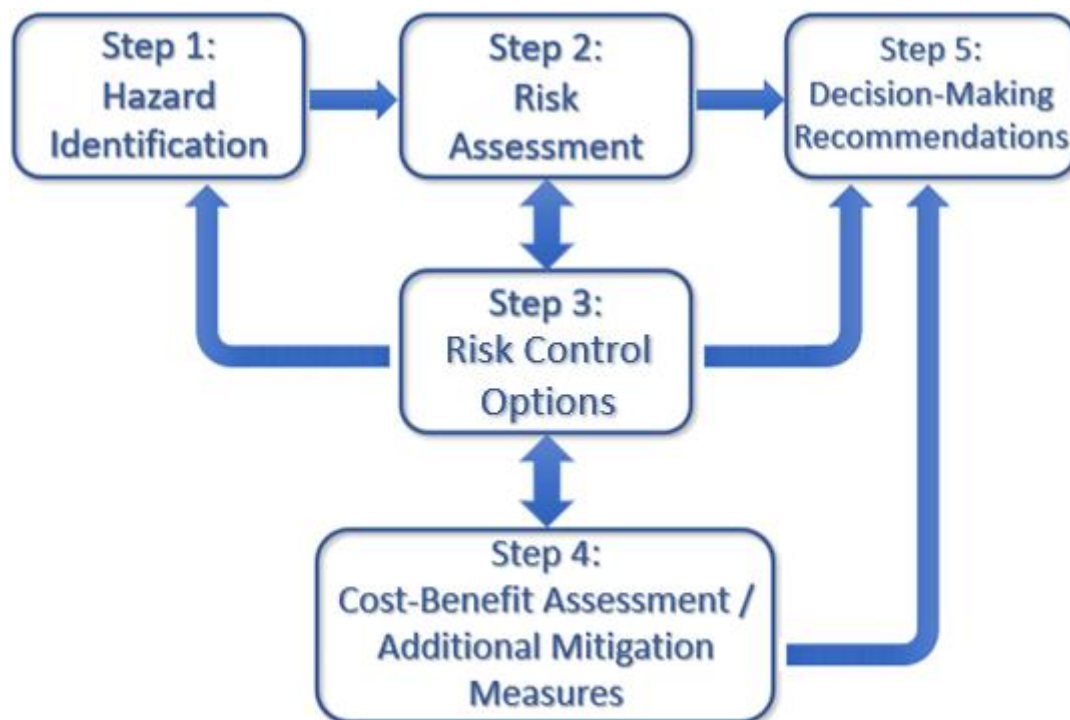 Step 1:
Hazard
Identification
Step 2:
Risk
Assessment
Step 5:
Decision-Making
Recommendations
Step 3:
Risk Control
Options
Step 4:
Cost-Benefit Assessment /
Additional Mitigation
Measures